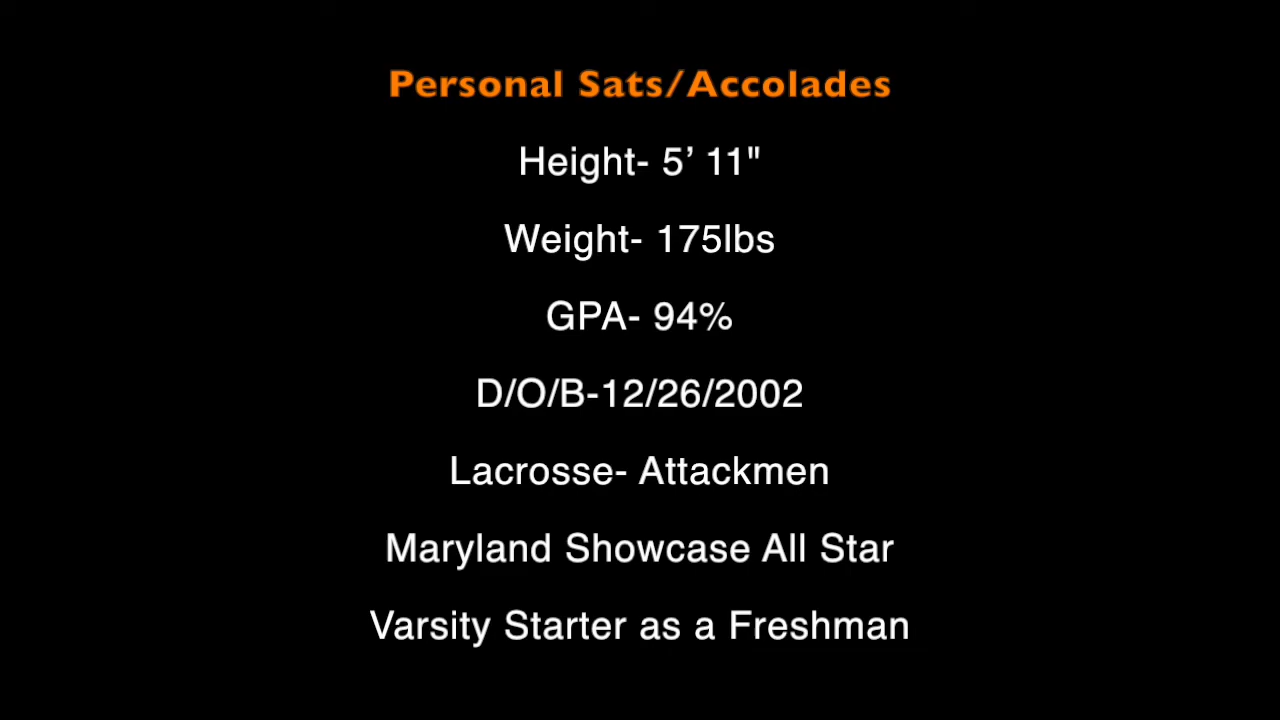 Personal Sats/Accolades
Height- 5’ 11"
Weight- 175lbs
GPA- 94%
D/O/B-12/26/2002
Lacrosse- Attackmen
Maryland Showcase All Star
Varsity Starter as a Freshman